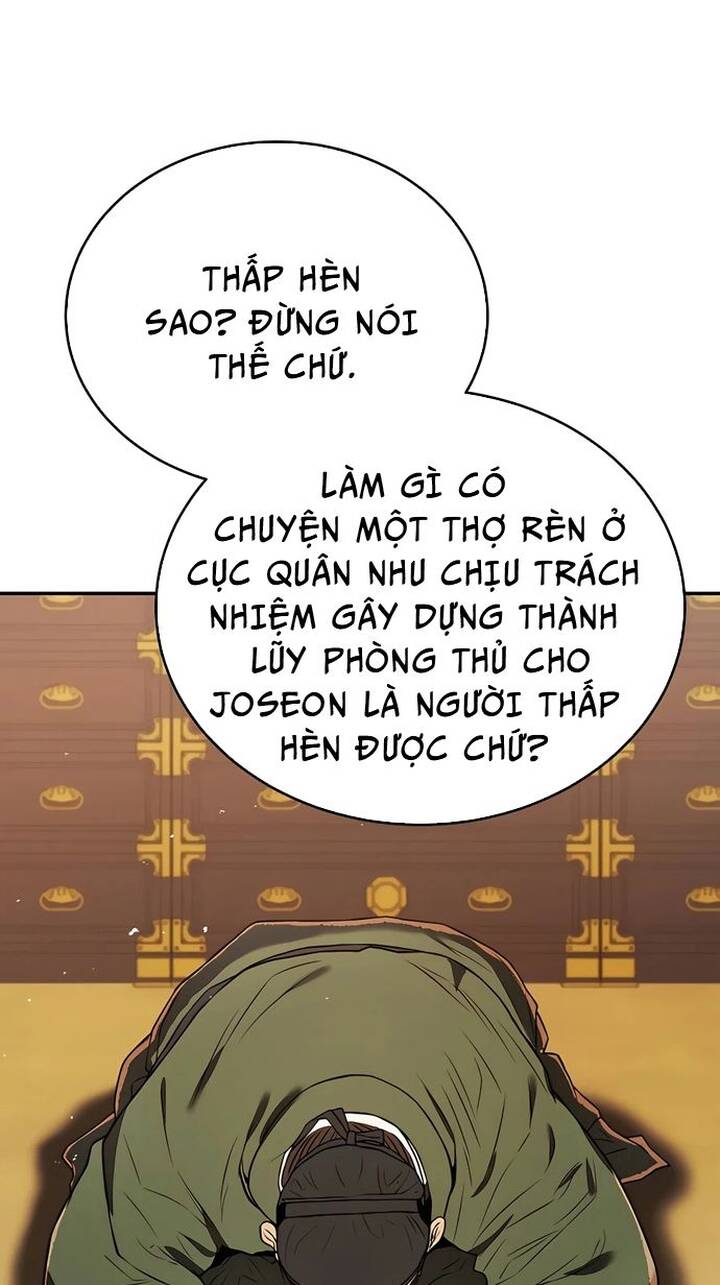 THẤP HÈN
SAO? ĐỪNG NÓI
THẾ CHỨ.
LÀM GÌ CÓ
CHUYỆN MỘT THỢ RÈN Ở
CỤC QUÂN NHU CHỊU TRÁCH
NHIỆM GÂY DỰNG THÀNH
LŨY PHÒNG THỦ CHO
JOSEON LÀ NGƯỜI THẤP
HÈN ĐƯỢC CHỨ?